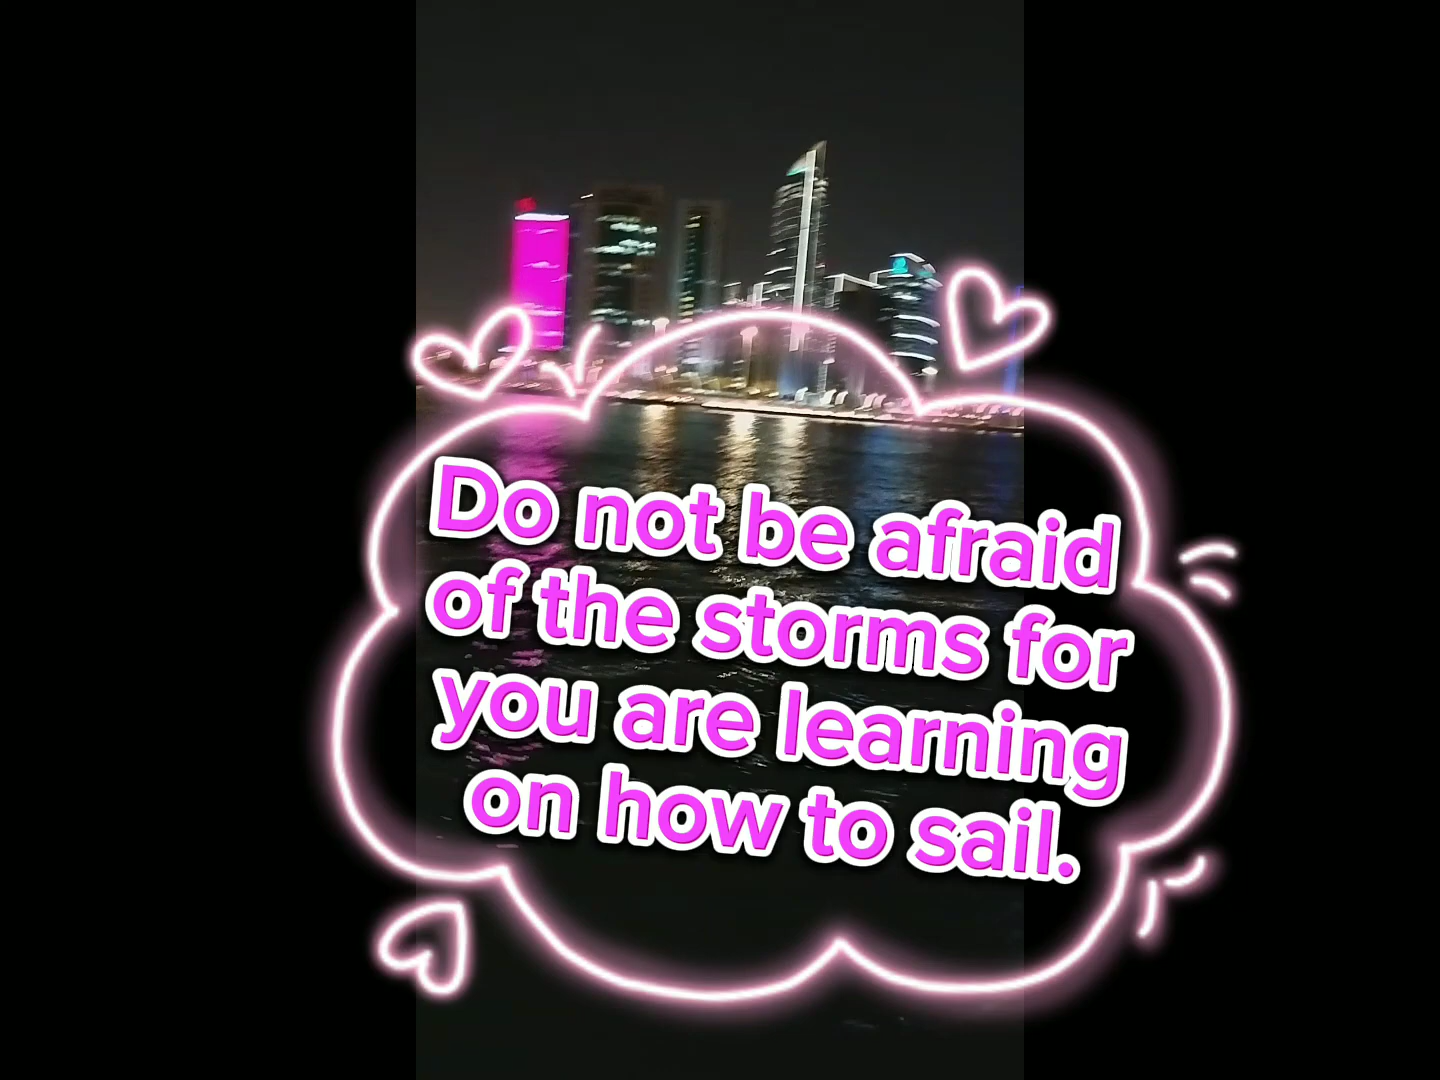 Do not be afraid
of the storms for
you are learning
on how to sail.